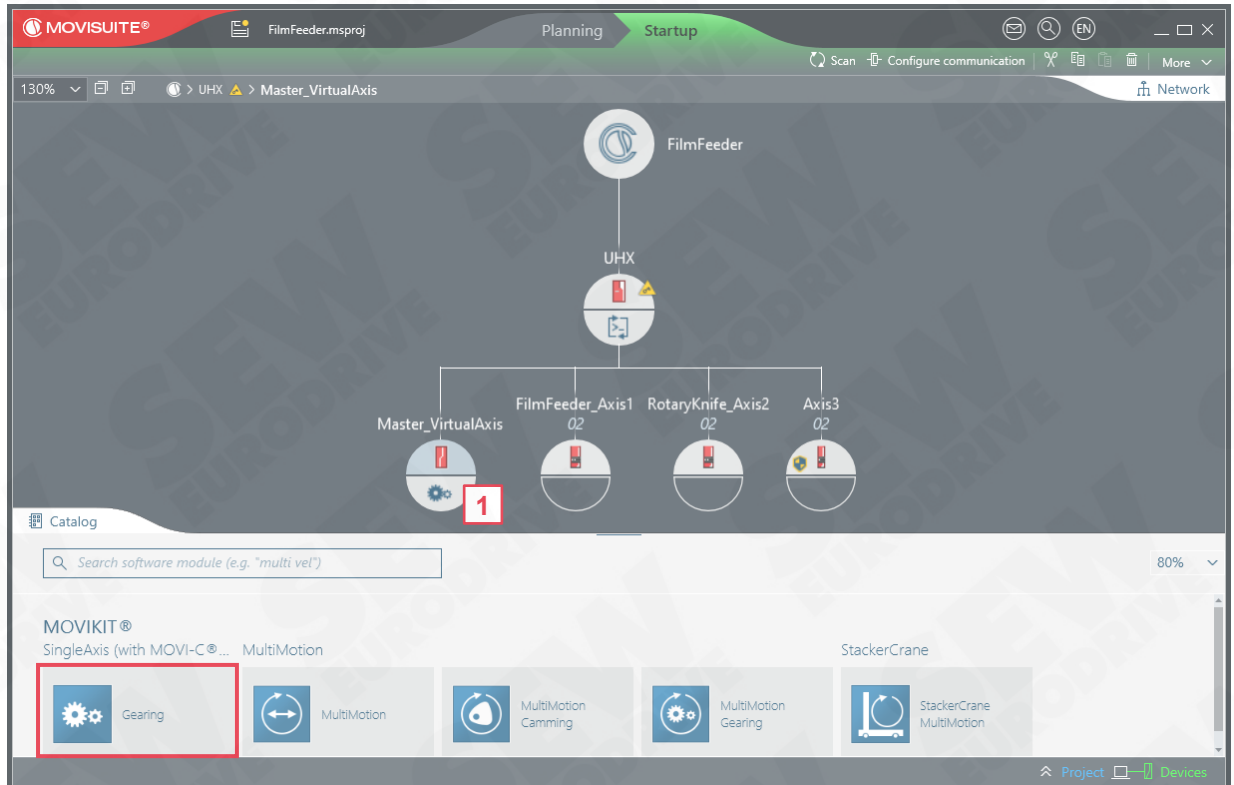 MOVISUITE®
FilmFeeder.msproj
Planning
Startup
EN
Scan
Configure communication
More
130%
> UHX > Master_VirtualAxis
Network
FilmFeeder
UHX
Master_VirtualAxis
FilmFeeder_Axis1
02
RotaryKnife_Axis2
02
Axis3
02
1
Catalog
Search software module (e.g. "multi vel")
80%
MOVIKIT®
SingleAxis (with MOVI-C®...
MultiMotion
StackerCrane
Gearing
MultiMotion
MultiMotion
Camming
MultiMotion
Gearing
StackerCrane
MultiMotion
Project
Devices
SEW
EURODRIVE